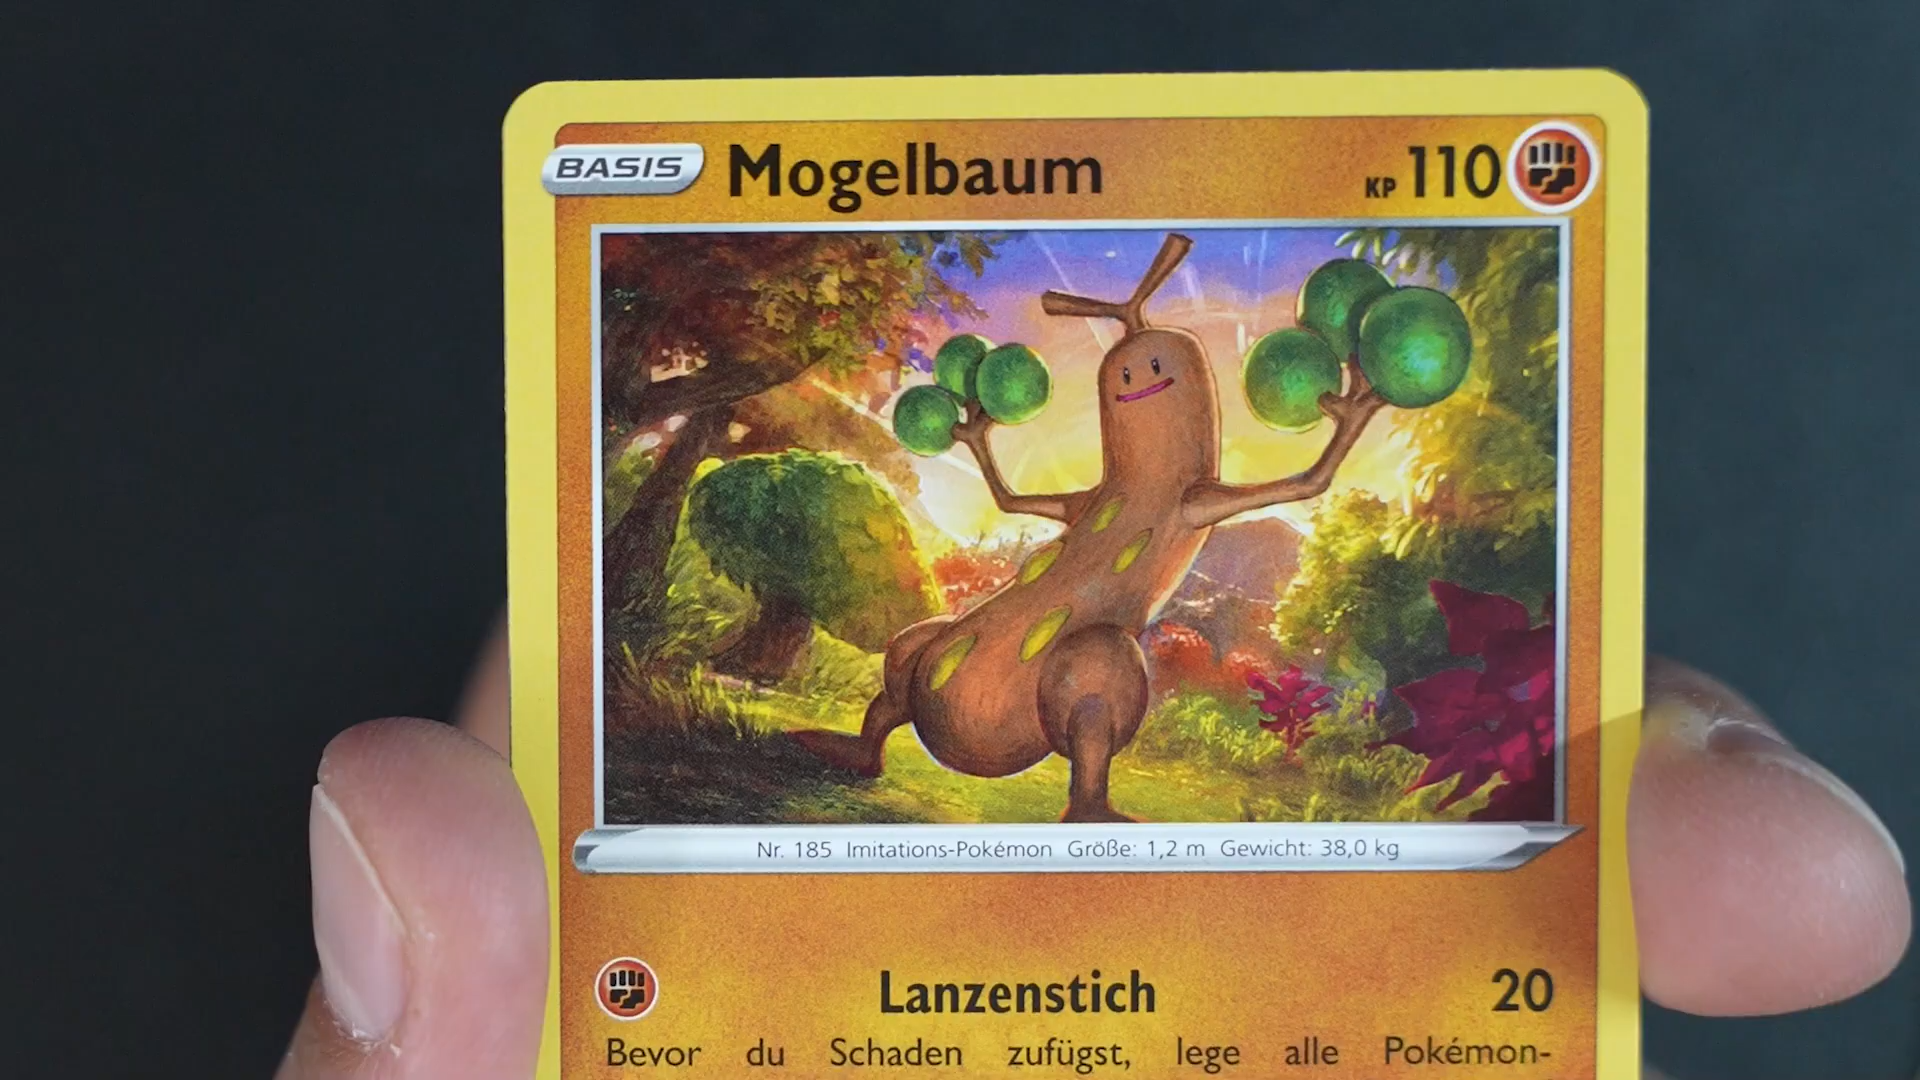 BASIS Mogelbaum KP 110
Nr. 185 Imitations-Pokémon Größe: 1,2 m Gewicht: 38,0 kg
Lanzenstich 20
Bevor du Schaden zufügst, lege alle Pokémon-